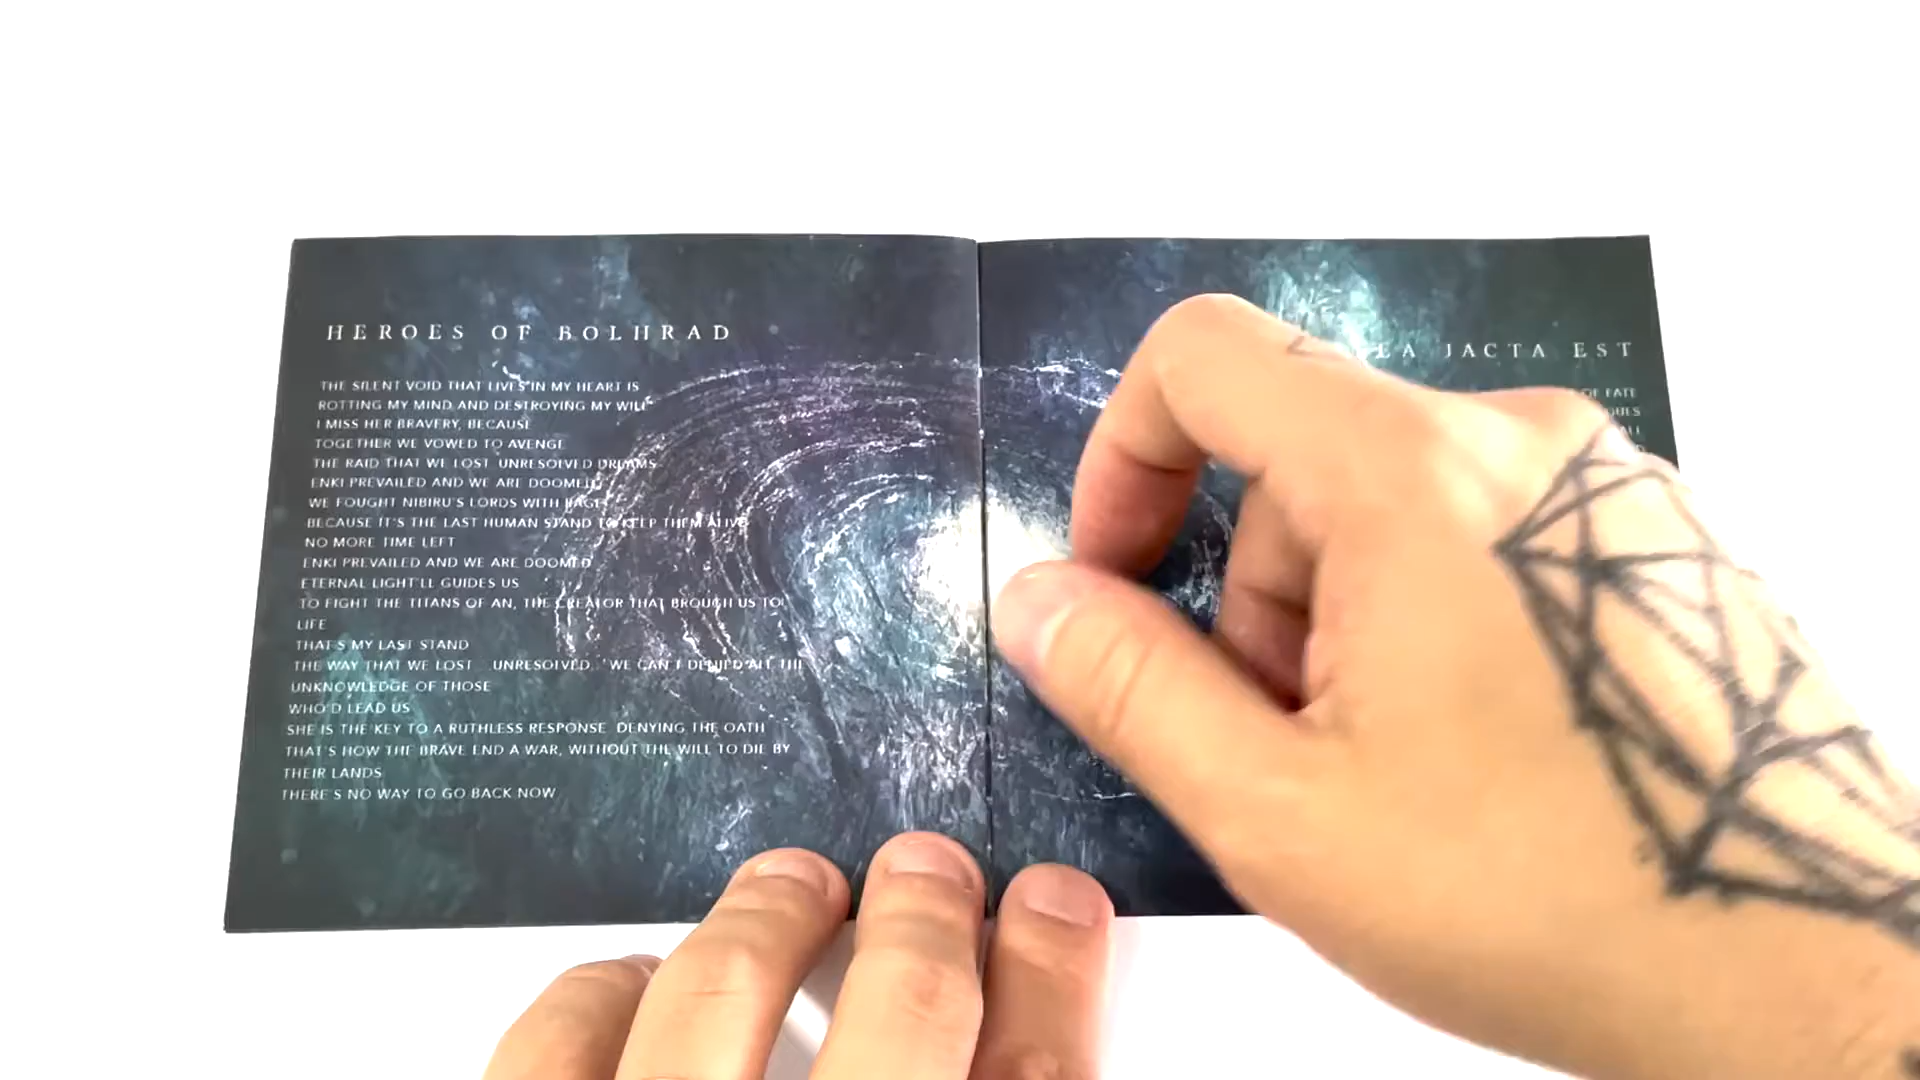 HEROES OF BOLHRAD
THE SILENT VOID THAT LIVES IN MY HEART IS
ROTTING MY MIND AND DESTROYING MY WILL
I MISS HER BRAVERY, BECAUSE
TOGETHER WE VOWED TO AVENGE
THE RAID THAT WE LOST UNRESOLVED DREAMS
ENKI PREVAILED AND WE ARE DOOMED
WE FOUGHT NIBIRU'S LORDS WITH RAGE
BECAUSE IT'S THE LAST HUMAN STAND TO KEEP THEM ALIVE
NO MORE TIME LEFT
ENKI PREVAILED AND WE ARE DOOMED
ETERNAL LIGHT'LL GUIDES US
TO FIGHT THE TITANS OF AN, THE CREATOR THAT BROUGH US TO
LIFE
THAT'S MY LAST STAND
THE WAY THAT WE LOST... UNRESOLVED... WE CAN'T DENIED ALL THE
UNKNOWLEDGE OF THOSE
WHO'D LEAD US
SHE IS THE KEY TO A RUTHLESS RESPONSE DENYING THE OATH
THAT'S HOW THE BRAVE END A WAR, WITHOUT THE WILL TO DIE BY
THEIR LANDS
THERE'S NO WAY TO GO BACK NOW
JACTA EST
OF FATE